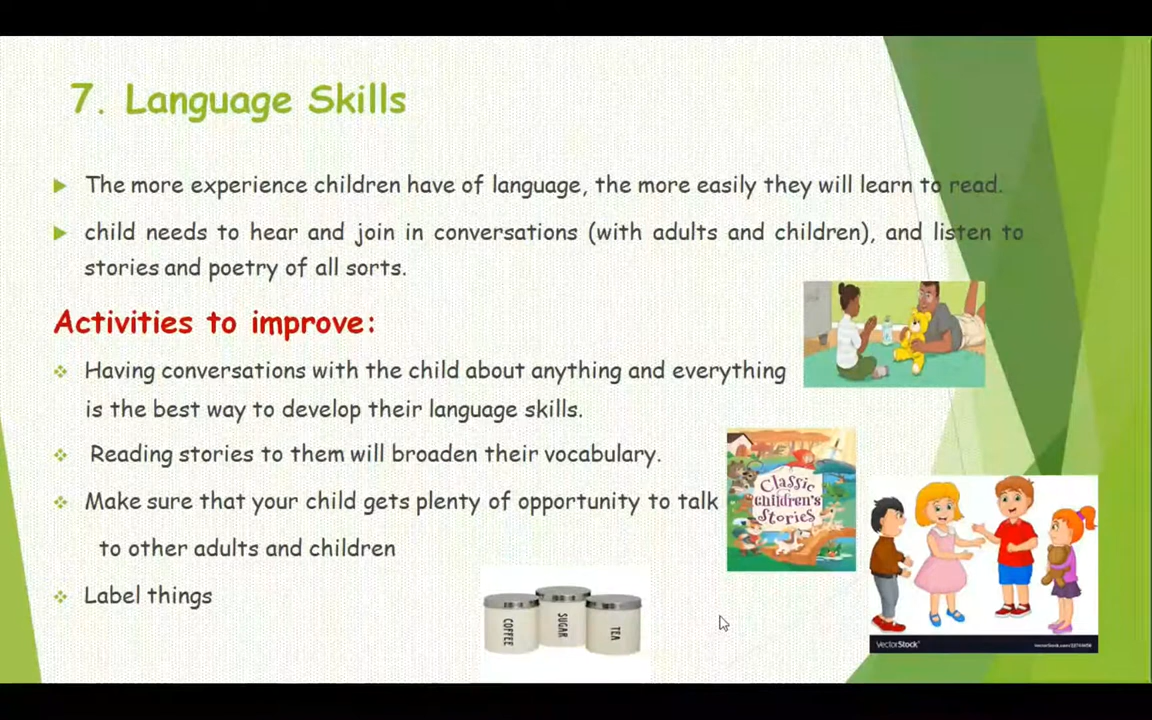 7. Language Skills
The more experience children have of language, the more easily they will learn to read.
child needs to hear and join in conversations (with adults and children), and listen to
stories and poetry of all sorts.
Activities to improve:
Having conversations with the child about anything and everything
is the best way to develop their language skills.
Reading stories to them will broaden their vocabulary.
Make sure that your child gets plenty of opportunity to talk
to other adults and children
Label things
Classic
Children's
Stories
COFFEE
SUGAR
TEA
VectorStock